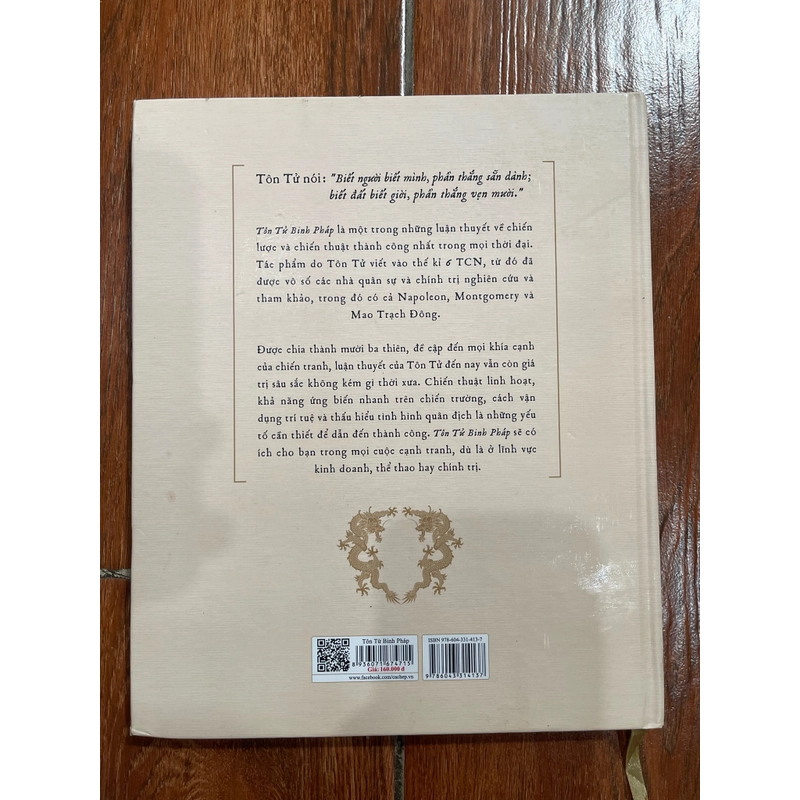 Tôn Tử nói: "Biết người biết mình, phần thắng sẵn dành;
biết đất biết giời, phần thắng vẹn mười."
Tôn Tử Binh Pháp là một trong những luận thuyết về chiến
lược và chiến thuật thành công nhất trong mọi thời đại.
Tác phẩm do Tôn Tử viết vào thế kỉ 6 TCN, từ đó đã
được vô số các nhà quân sự và chính trị nghiên cứu và
tham khảo, trong đó có cả Napoleon, Montgomery và
Mao Trạch Đông.
Được chia thành mười ba thiên, đề cập đến mọi khía cạnh
của chiến tranh, luận thuyết của Tôn Tử đến nay vẫn còn giá
trị sâu sắc không kém gì thời xưa. Chiến thuật linh hoạt,
khả năng ứng biến nhanh trên chiến trường, cách vận
dụng trí tuệ và thấu hiểu tình hình quân địch là những yếu
tố cần thiết để dẫn đến thành công. Tôn Tử Binh Pháp sẽ có
ích cho bạn trong mọi cuộc cạnh tranh, dù là ở lĩnh vực
kinh doanh, thể thao hay chính trị.
Tôn Tử Binh Pháp
8 936071 674715
Giá: 160.000 đ
www.facebook.com/cachep.vn
ISBN 978-604-331-413-7
9 786043 314137